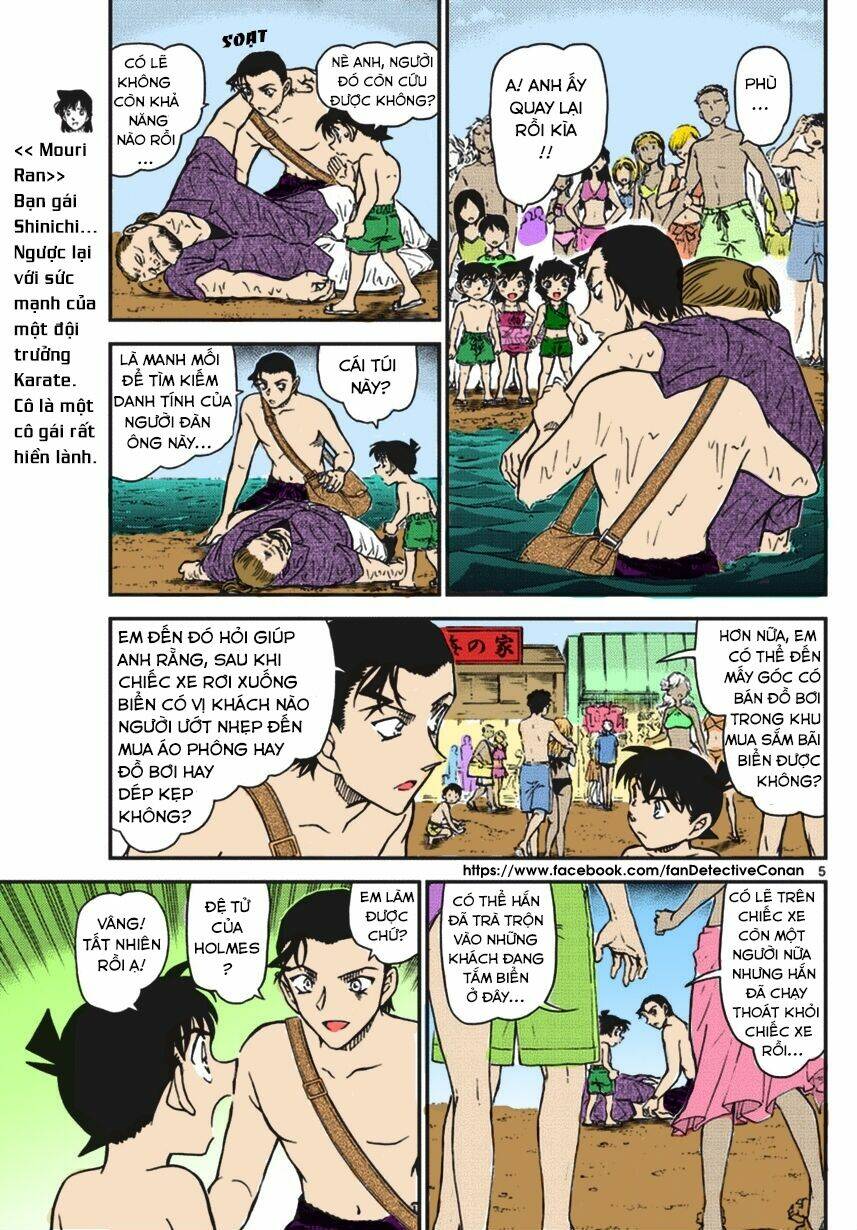 PHÙ
...
A! ANH ẤY
QUAY LẠI
RỒI KÌA
!!
SOẠT
NÈ ANH, NGƯỜI
ĐÓ CÒN CỨU
ĐƯỢC KHÔNG?
CÓ LẼ
KHÔNG
CÒN KHẢ
NĂNG
NÀO RỒI
...
<< Mouri
Ran>>
Bạn gái
Shinichi...
Ngược lại
với sức
mạnh của
một đội
trưởng
Karate.
Cô là một
cô gái rất
hiền lành.
CÁI TÚI
NÀY?
LÀ MANH MỐI
ĐỂ TÌM KIẾM
DANH TÍNH CỦA
NGƯỜI ĐÀN
ÔNG NÀY...
HƠN NỮA, EM
CÓ THỂ ĐẾN
MẤY GÓC CÓ
BÁN ĐỒ BƠI
TRONG KHU
MUA SẮM BÃI
BIỂN ĐƯỢC
KHÔNG?
の家
EM ĐẾN ĐÓ HỎI GIÚP
ANH RẰNG, SAU KHI
CHIẾC XE RƠI XUỐNG
BIỂN CÓ VỊ KHÁCH NÀO
NGƯỜI ƯỚT NHẸP ĐẾN
MUA ÁO PHÔNG HAY
ĐỒ BƠI HAY
DÉP KẸP
KHÔNG?
https://www.facebook.com/fanDetectiveConan 5
CÓ LẼ TRÊN
CHIẾC XE
CÒN MỘT
NGƯỜI NỮA
NHƯNG HẮN
ĐÃ CHẠY
THOÁT KHỎI
CHIẾC XE
RỒI...
CÓ THỂ HẮN
ĐÃ TRÀ TRỘN
VÀO NHỮNG
KHÁCH ĐANG
TẮM BIỂN
Ở ĐÂY...
EM LÀM
ĐƯỢC
CHỨ?
ĐỆ TỬ
CỦA
HOLMES
?
VÂNG!
TẤT NHIÊN
RỒI Ạ!